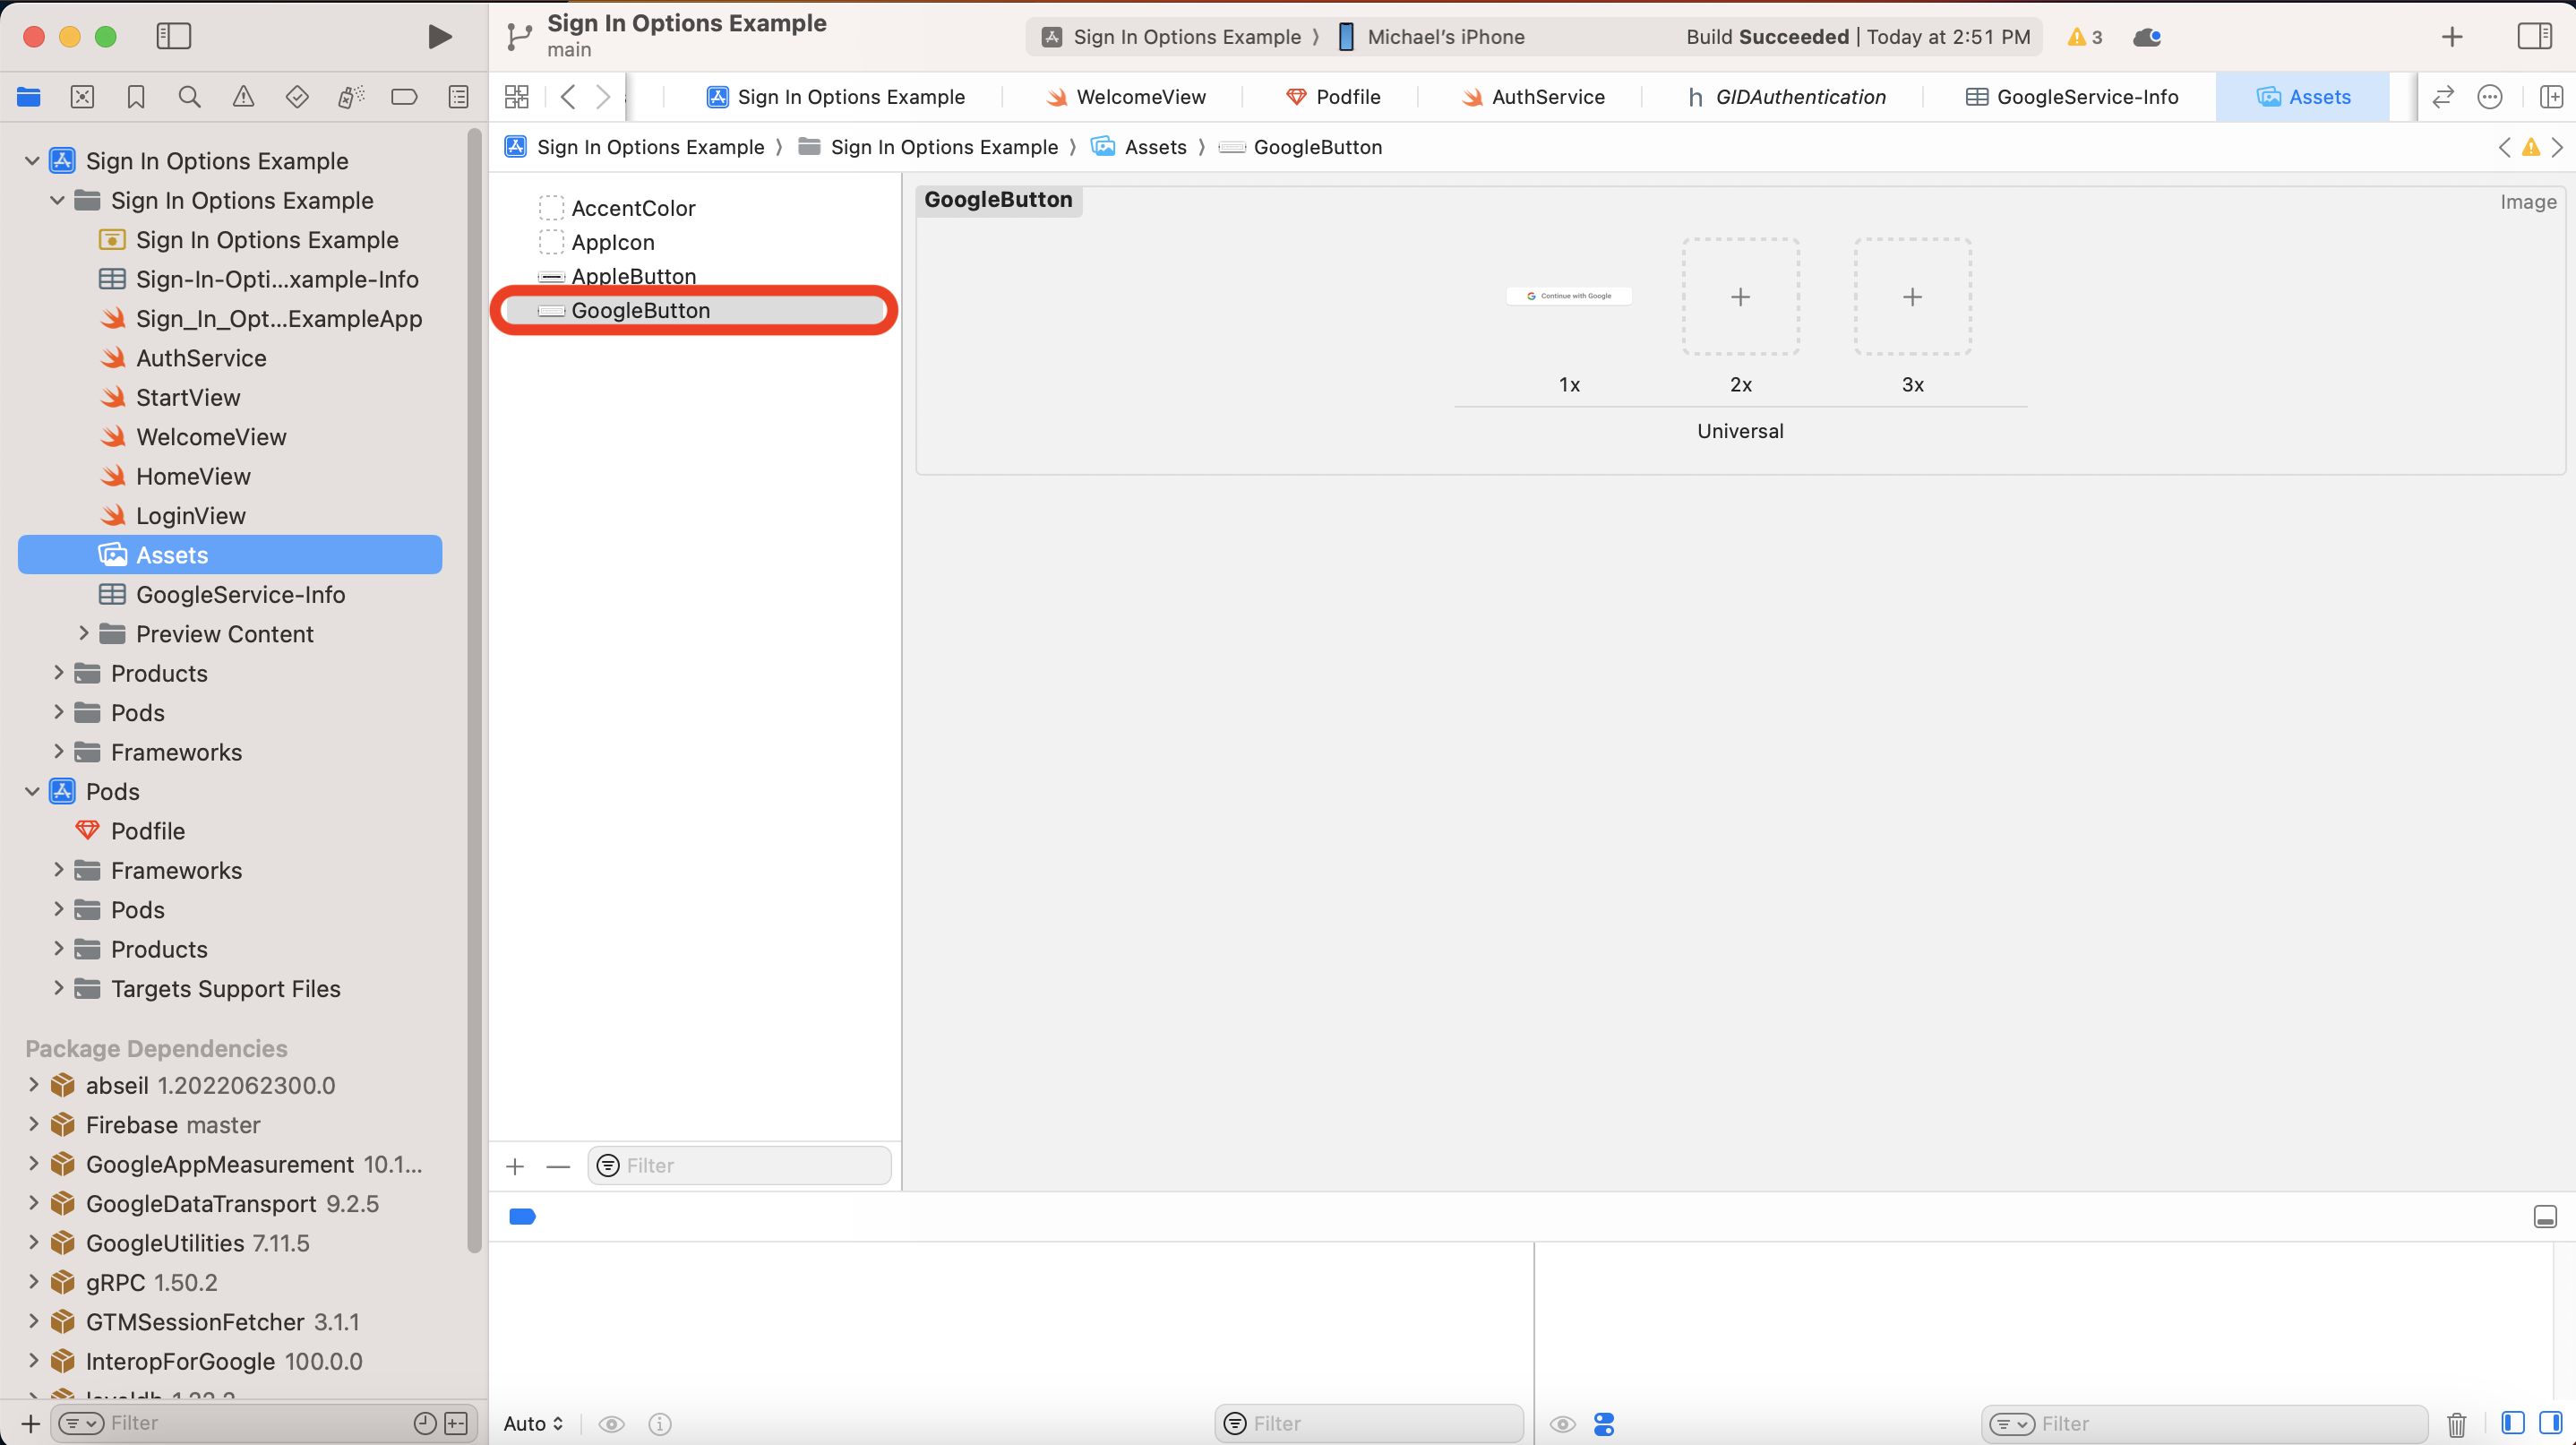 Sign In Options Example
main
Sign In Options Example
Michael's iPhone
Build Succeeded | Today at 2:51 PM
3
Sign In Options Example
WelcomeView
Podfile
AuthService
h GIDAuthentication
GoogleService-Info
Assets
Sign In Options Example
Sign In Options Example
Assets
GoogleButton
Sign In Options Example
Sign In Options Example
Sign In Options Example
Sign-In-Opti...xample-Info
Sign_In_Opt...ExampleApp
AuthService
StartView
WelcomeView
HomeView
LoginView
Assets
GoogleService-Info
Preview Content
Products
Pods
Frameworks
Pods
Podfile
Frameworks
Pods
Products
Targets Support Files
Package Dependencies
abseil 1.2022062300.0
Firebase master
GoogleAppMeasurement 10.1...
GoogleDataTransport 9.2.5
GoogleUtilities 7.11.5
gRPC 1.50.2
GTMSessionFetcher 3.1.1
InteropForGoogle 100.0.0
Filter
AccentColor
AppIcon
AppleButton
GoogleButton
Filter
GoogleButton
Image
Continue with Google
1x
2x
3x
Universal
Auto
Filter
Filter